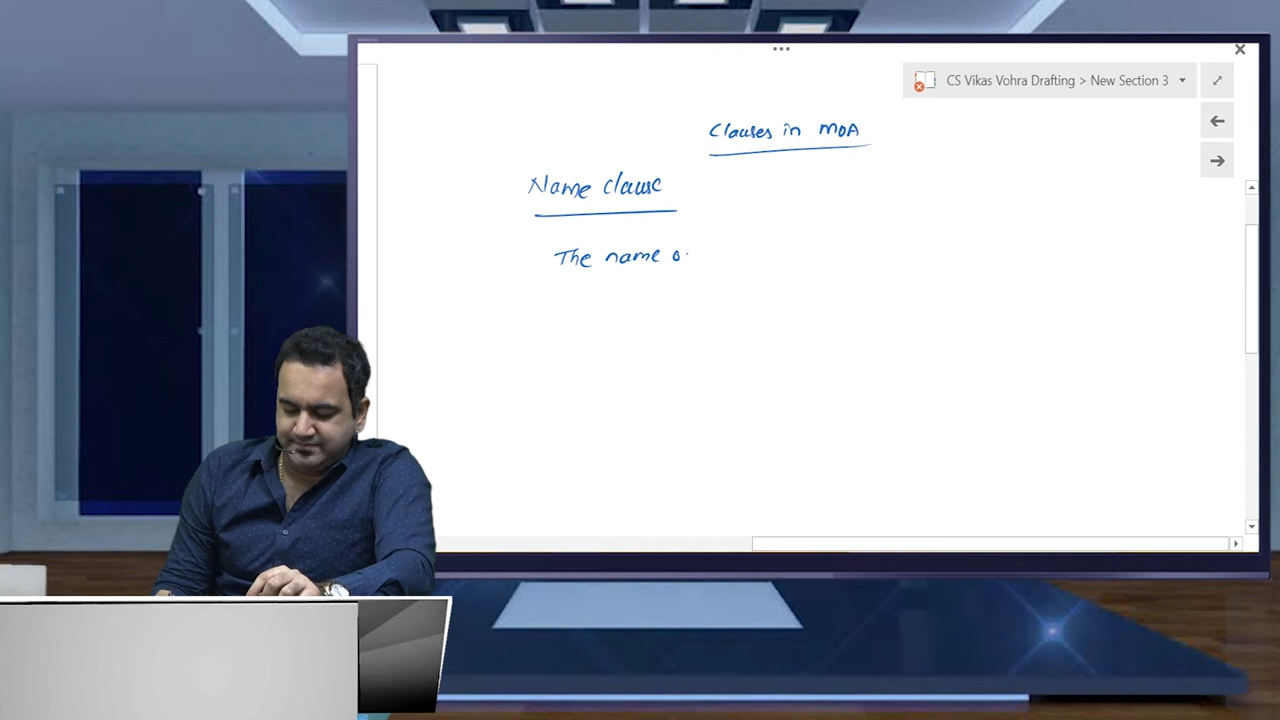 CS Vikas Vohra Drafting > New Section 3
Clauses in MOA
Name clause
The name o